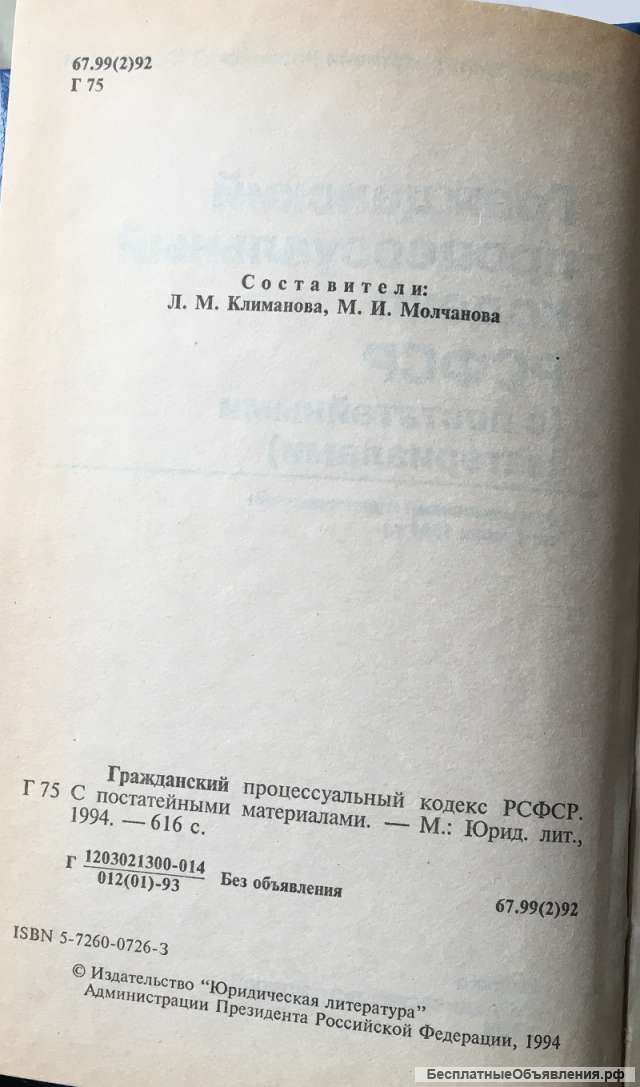 67.99(2)92
Г 75
Составители:
Л. М. Климанова, М. И. Молчанова
Гражданский процессуальный кодекс РСФСР.
Г 75 С постатейными материалами. — М.: Юрид. лит.,
1994. — 616 с.
Г 1203021300-014
012(01)-93 Без объявления
67.99(2)92
ISBN 5-7260-0726-3
© Издательство “Юридическая литература”
Администрации Президента Российской Федерации, 1994
БесплатныеОбъявления.рф